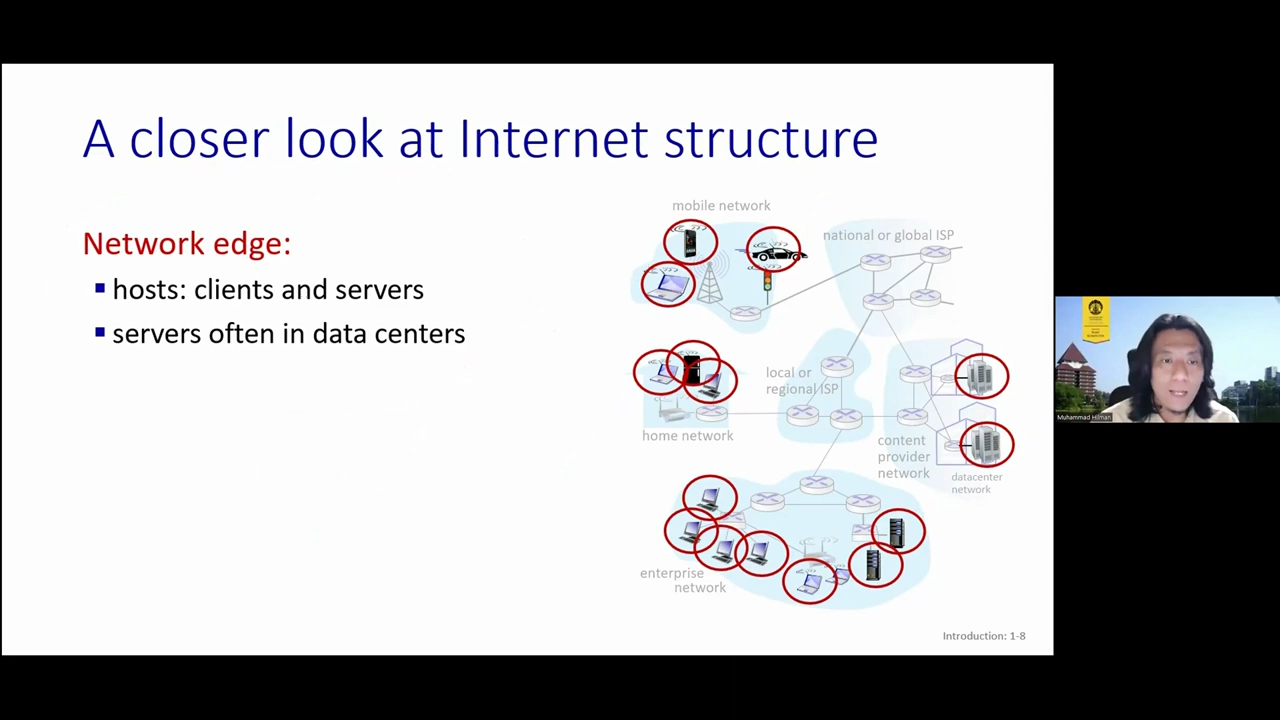 A closer look at Internet structure
Network edge:
hosts: clients and servers
servers often in data centers
mobile network
national or global ISP
local or
regional ISP
home network
content
provider
network
datacenter
network
enterprise
network
Introduction: 1-8
Muhammad Hilman